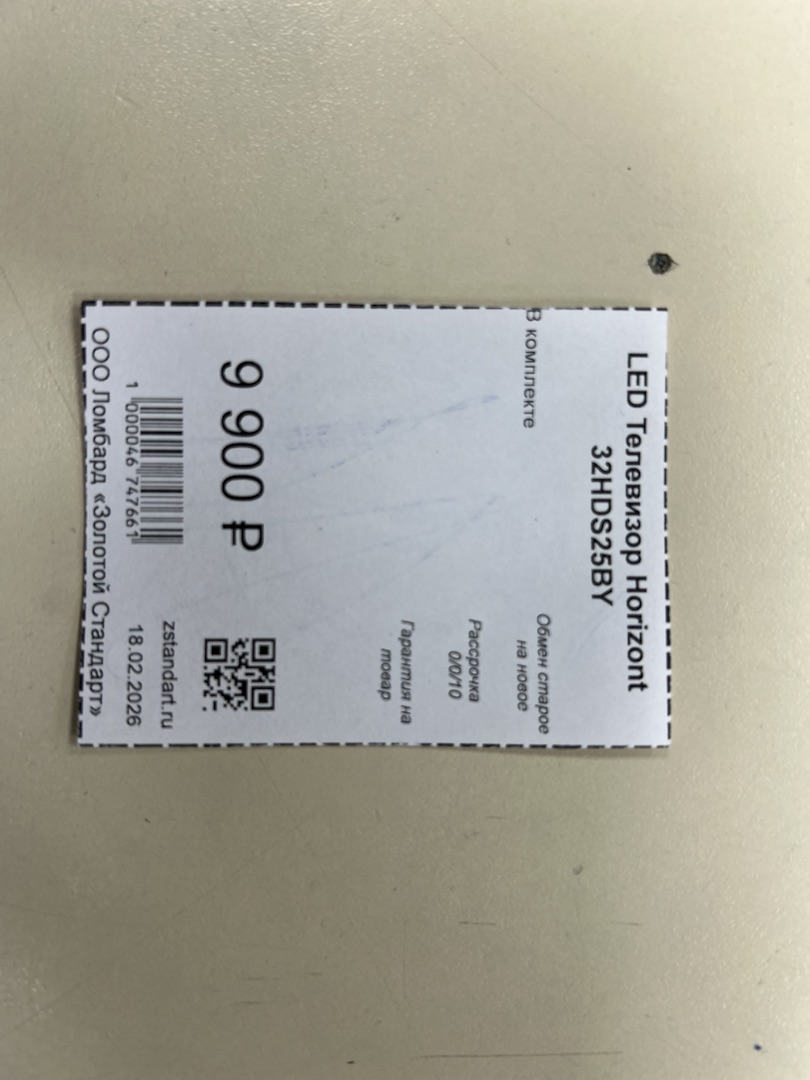 LED Телевизор Horizont
32HDS25BY
В комплекте
Обмен старое
на новое
Рассрочка
0/0/10
Гарантия на
товар
9 900 ₽
1 000046 747661
zstandart.ru
18.02.2026
ООО Ломбард «Золотой Стандарт»